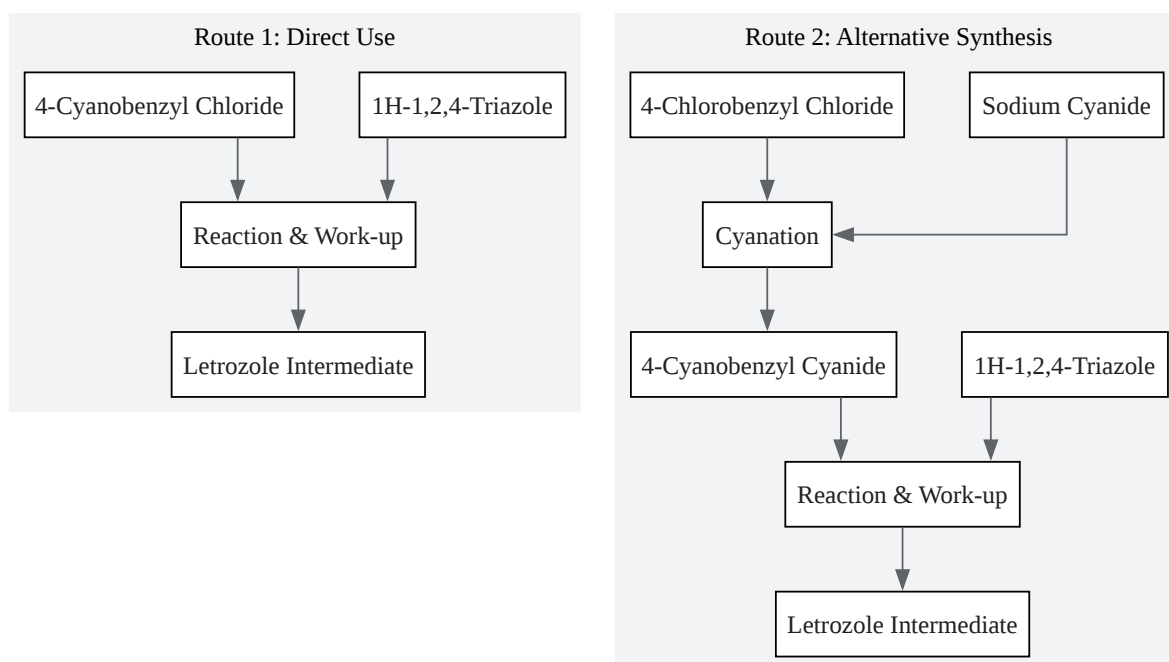 Route 1: Direct Use
4-Cyanobenzyl Chloride
1H-1,2,4-Triazole
Reaction & Work-up
Letrozole Intermediate
Route 2: Alternative Synthesis
4-Chlorobenzyl Chloride
Sodium Cyanide
Cyanation
4-Cyanobenzyl Cyanide
1H-1,2,4-Triazole
Reaction & Work-up
Letrozole Intermediate